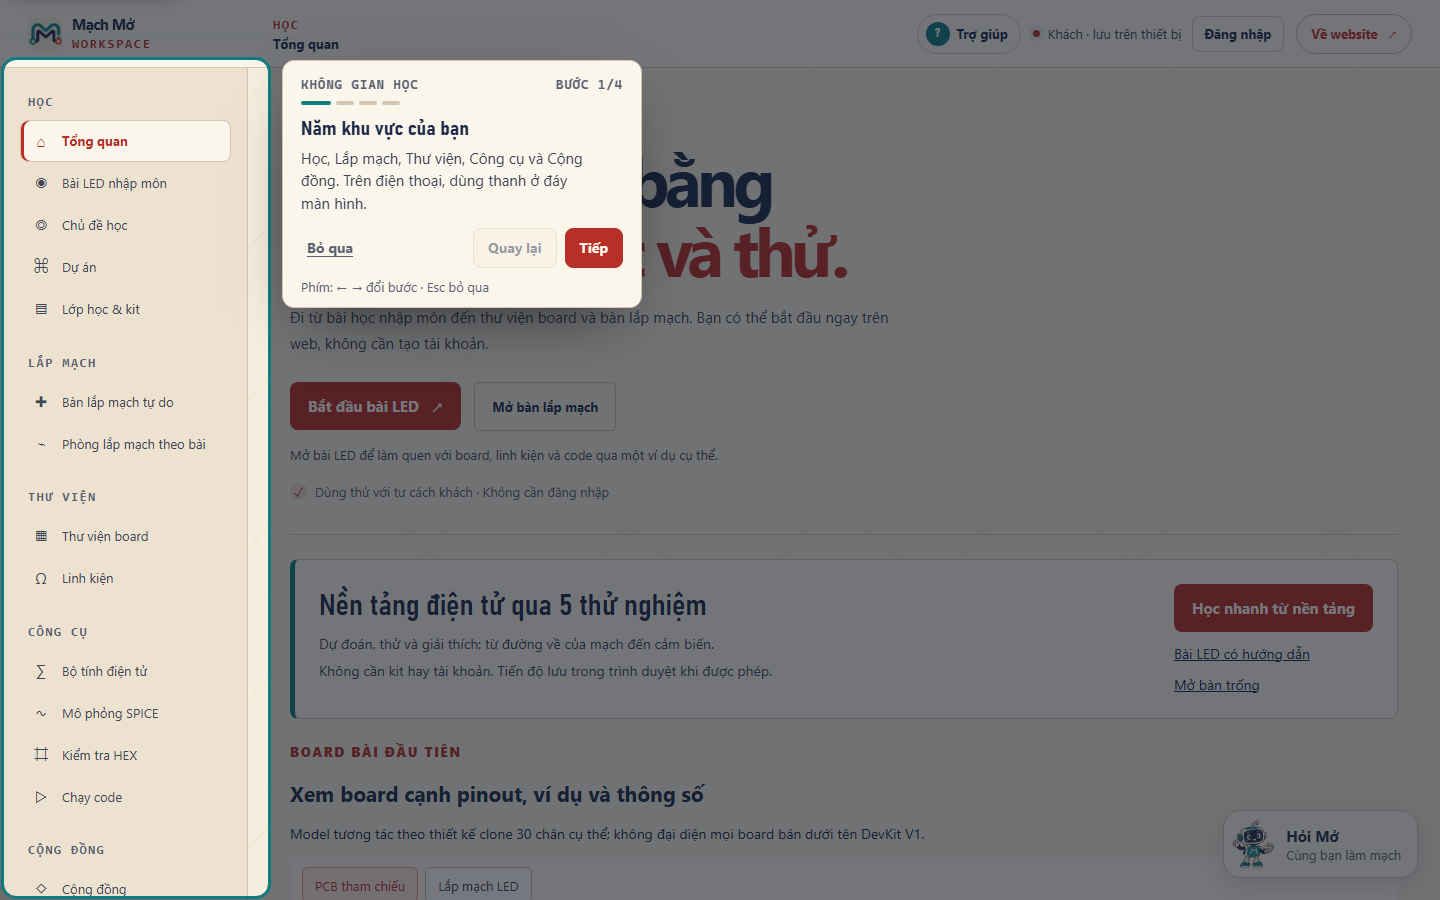 Mạch Mở
WORKSPACE
HỌC
Tổng quan
? Trợ giúp
Khách · lưu trên thiết bị
Đăng nhập
Về website ↗
HỌC
Tổng quan
Bài LED nhập môn
Chủ đề học
Dự án
Lớp học & kit
LẮP MẠCH
Bàn lắp mạch tự do
Phòng lắp mạch theo bài
THƯ VIỆN
Thư viện board
Linh kiện
CÔNG CỤ
Bộ tính điện tử
Mô phỏng SPICE
Kiểm tra HEX
Chạy code
CỘNG ĐỒNG
Cộng đồng
KHÔNG GIAN HỌC
BƯỚC 1/4
Năm khu vực của bạn
Học, Lắp mạch, Thư viện, Công cụ và Cộng
đồng. Trên điện thoại, dùng thanh ở đáy
màn hình.
Bỏ qua
Quay lại
Tiếp
Phím: ← → đổi bước · Esc bỏ qua
bằng
và thử.
Đi từ bài học nhập môn đến thư viện board và bàn lắp mạch. Bạn có thể bắt đầu ngay trên
web, không cần tạo tài khoản.
Bắt đầu bài LED ↗
Mở bàn lắp mạch
Mở bài LED để làm quen với board, linh kiện và code qua một ví dụ cụ thể.
✓ Dùng thử với tư cách khách · Không cần đăng nhập
Nền tảng điện tử qua 5 thử nghiệm
Dự đoán, thử và giải thích: từ đường về của mạch đến cảm biến.
Không cần kit hay tài khoản. Tiến độ lưu trong trình duyệt khi được phép.
Học nhanh từ nền tảng
Bài LED có hướng dẫn
Mở bàn trống
BOARD BÀI ĐẦU TIÊN
Xem board cạnh pinout, ví dụ và thông số
Model tương tác theo thiết kế clone 30 chân cụ thể; không đại diện mọi board bán dưới tên DevKit V1.
PCB tham chiếu
Lắp mạch LED
Hỏi Mở
Cùng bạn làm mạch